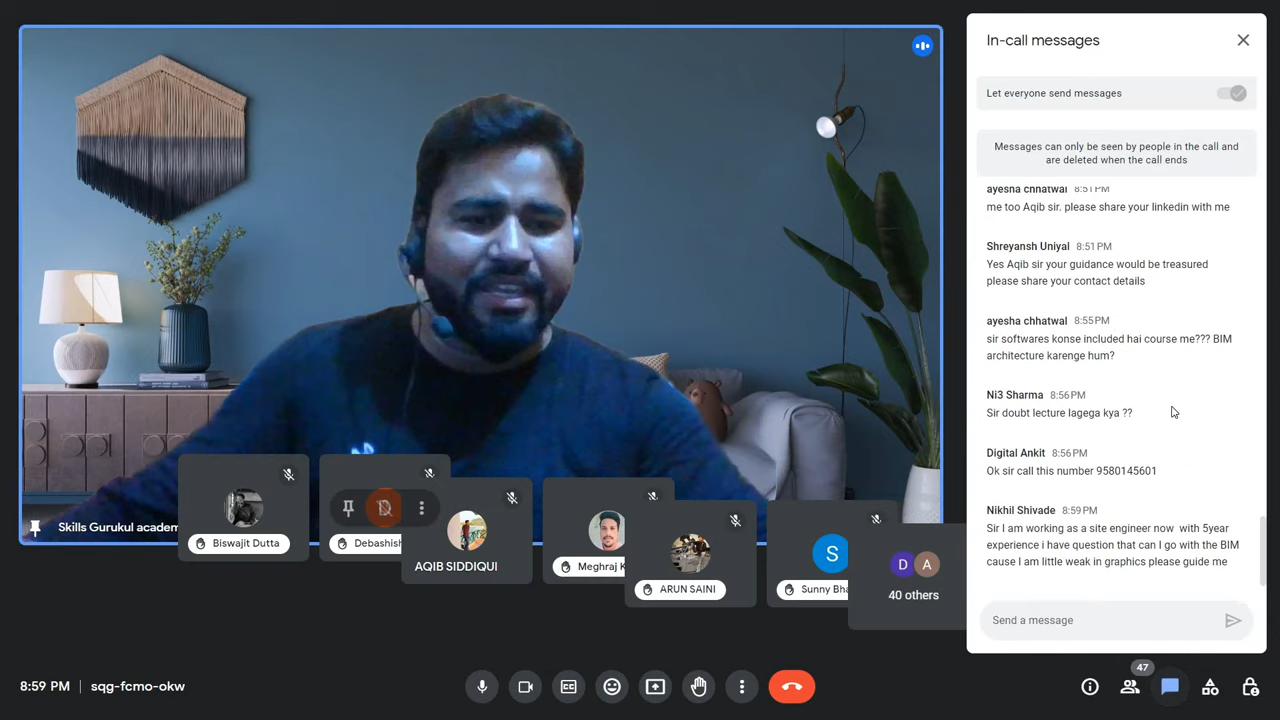 In-call messages
Let everyone send messages
Messages can only be seen by people in the call and
are deleted when the call ends
ayesha chhatwal 8:51 PM
me too Aqib sir. please share your linkedin with me
Shreyansh Uniyal 8:51 PM
Yes Aqib sir your guidance would be treasured
please share your contact details
ayesha chhatwal 8:55 PM
sir softwares konse included hai course me??? BIM
architecture karenge hum?
Ni3 Sharma 8:56 PM
Sir doubt lecture lagega kya ??
Digital Ankit 8:56 PM
Ok sir call this number 9580145601
Nikhil Shivade 8:59 PM
Sir I am working as a site engineer now with 5year
experience i have question that can I go with the BIM
cause I am little weak in graphics please guide me
Send a message
Skills Gurukul academ
Biswajit Dutta
Debashish
AQIB SIDDIQUI
Meghraj K
ARUN SAINI
S
Sunny Bha
D A
40 others
8:59 PM | sqg-fcmo-okw
47